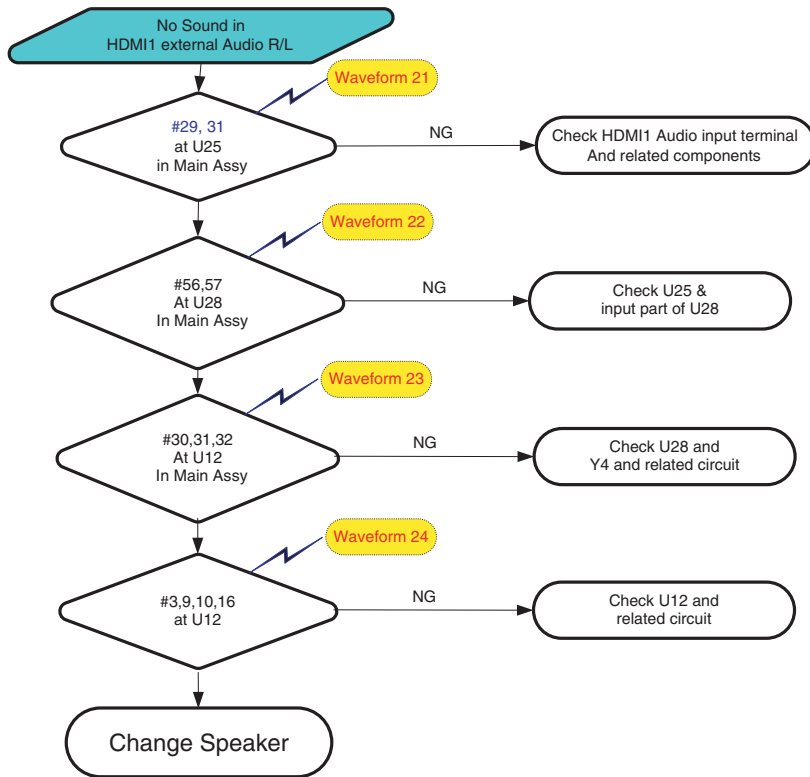 No Sound in
HDMI1 external Audio R/L
Waveform 21
#29, 31
at U25
in Main Assy
NG
Check HDMI1 Audio input terminal
And related components
Waveform 22
#56,57
At U28
In Main Assy
NG
Check U25 &
input part of U28
Waveform 23
#30,31,32
At U12
In Main Assy
NG
Check U28 and
Y4 and related circuit
Waveform 24
#3,9,10,16
at U12
NG
Check U12 and
related circuit
Change Speaker